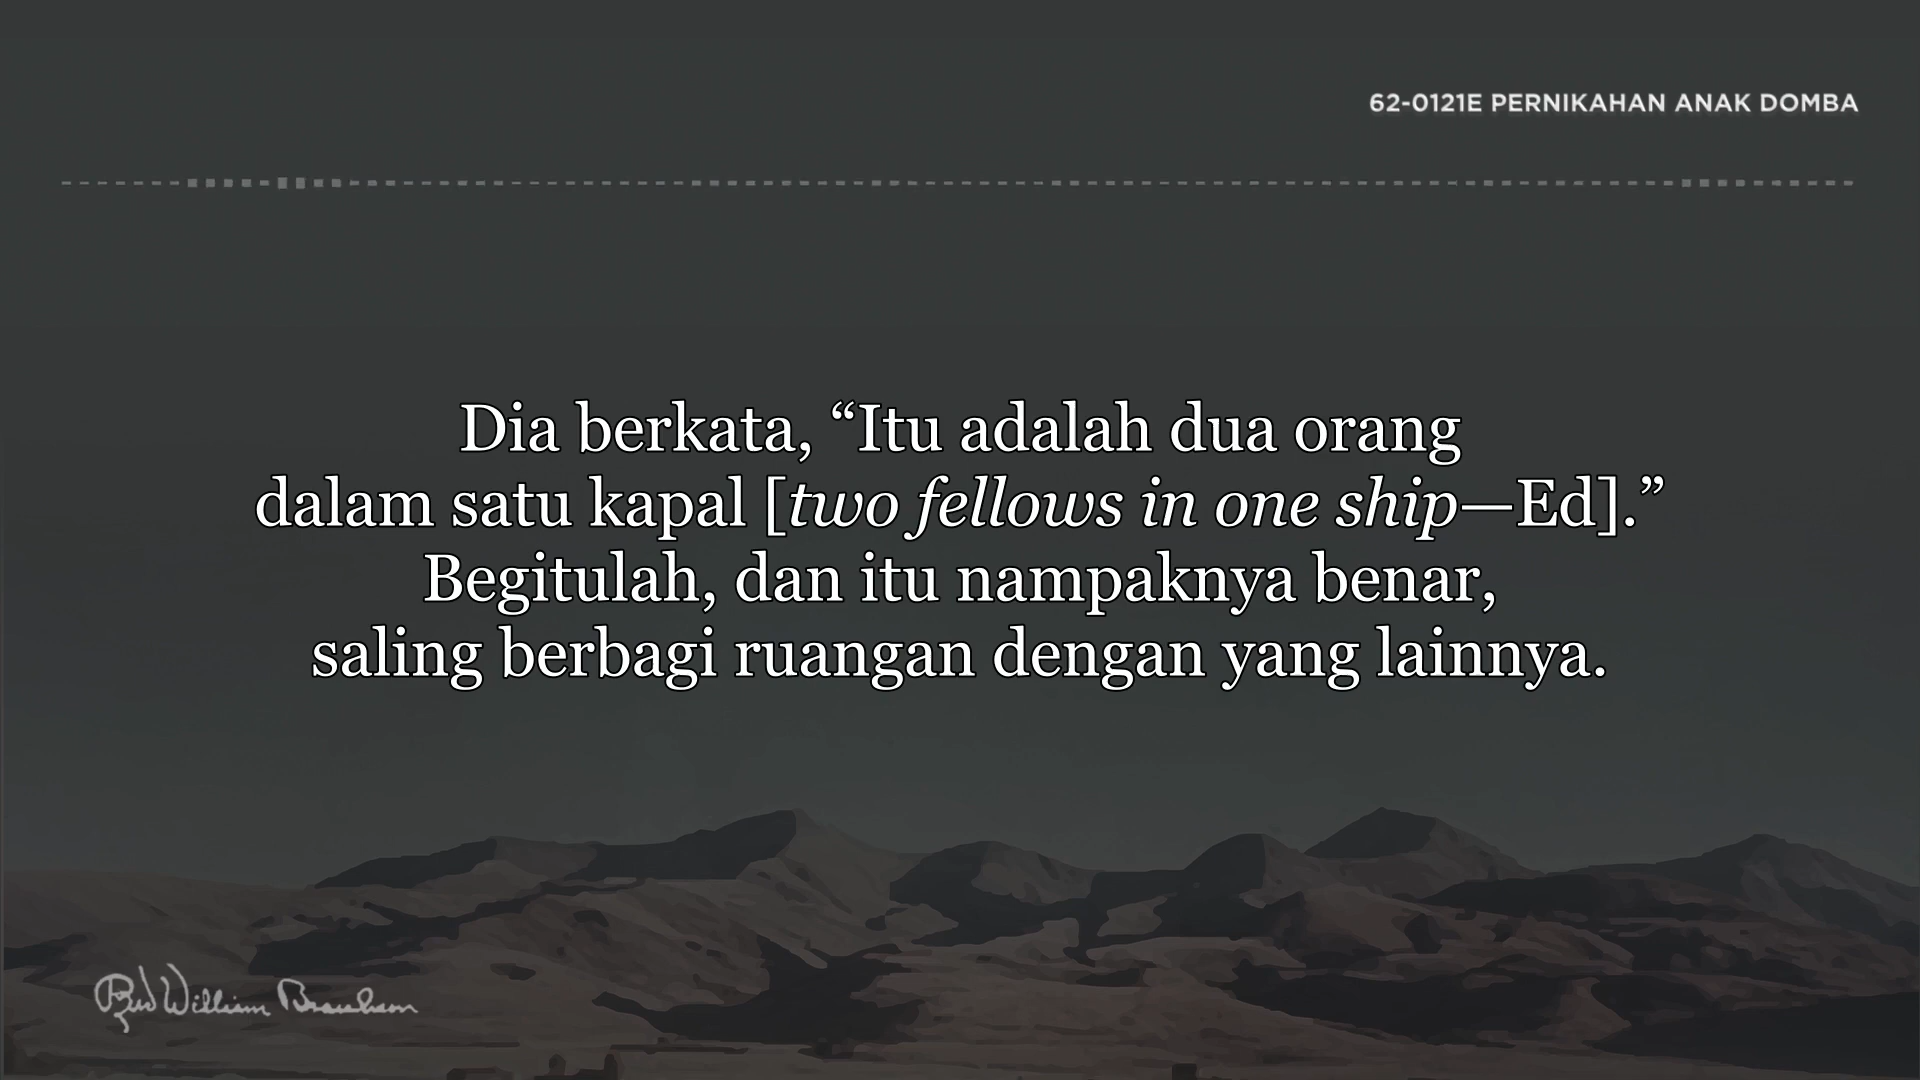 62-0121E PERNIKAHAN ANAK DOMBA
Dia berkata, “Itu adalah dua orang
dalam satu kapal [two fellows in one ship—Ed].”
Begitulah, dan itu nampaknya benar,
saling berbagi ruangan dengan yang lainnya.
Rev William Branham